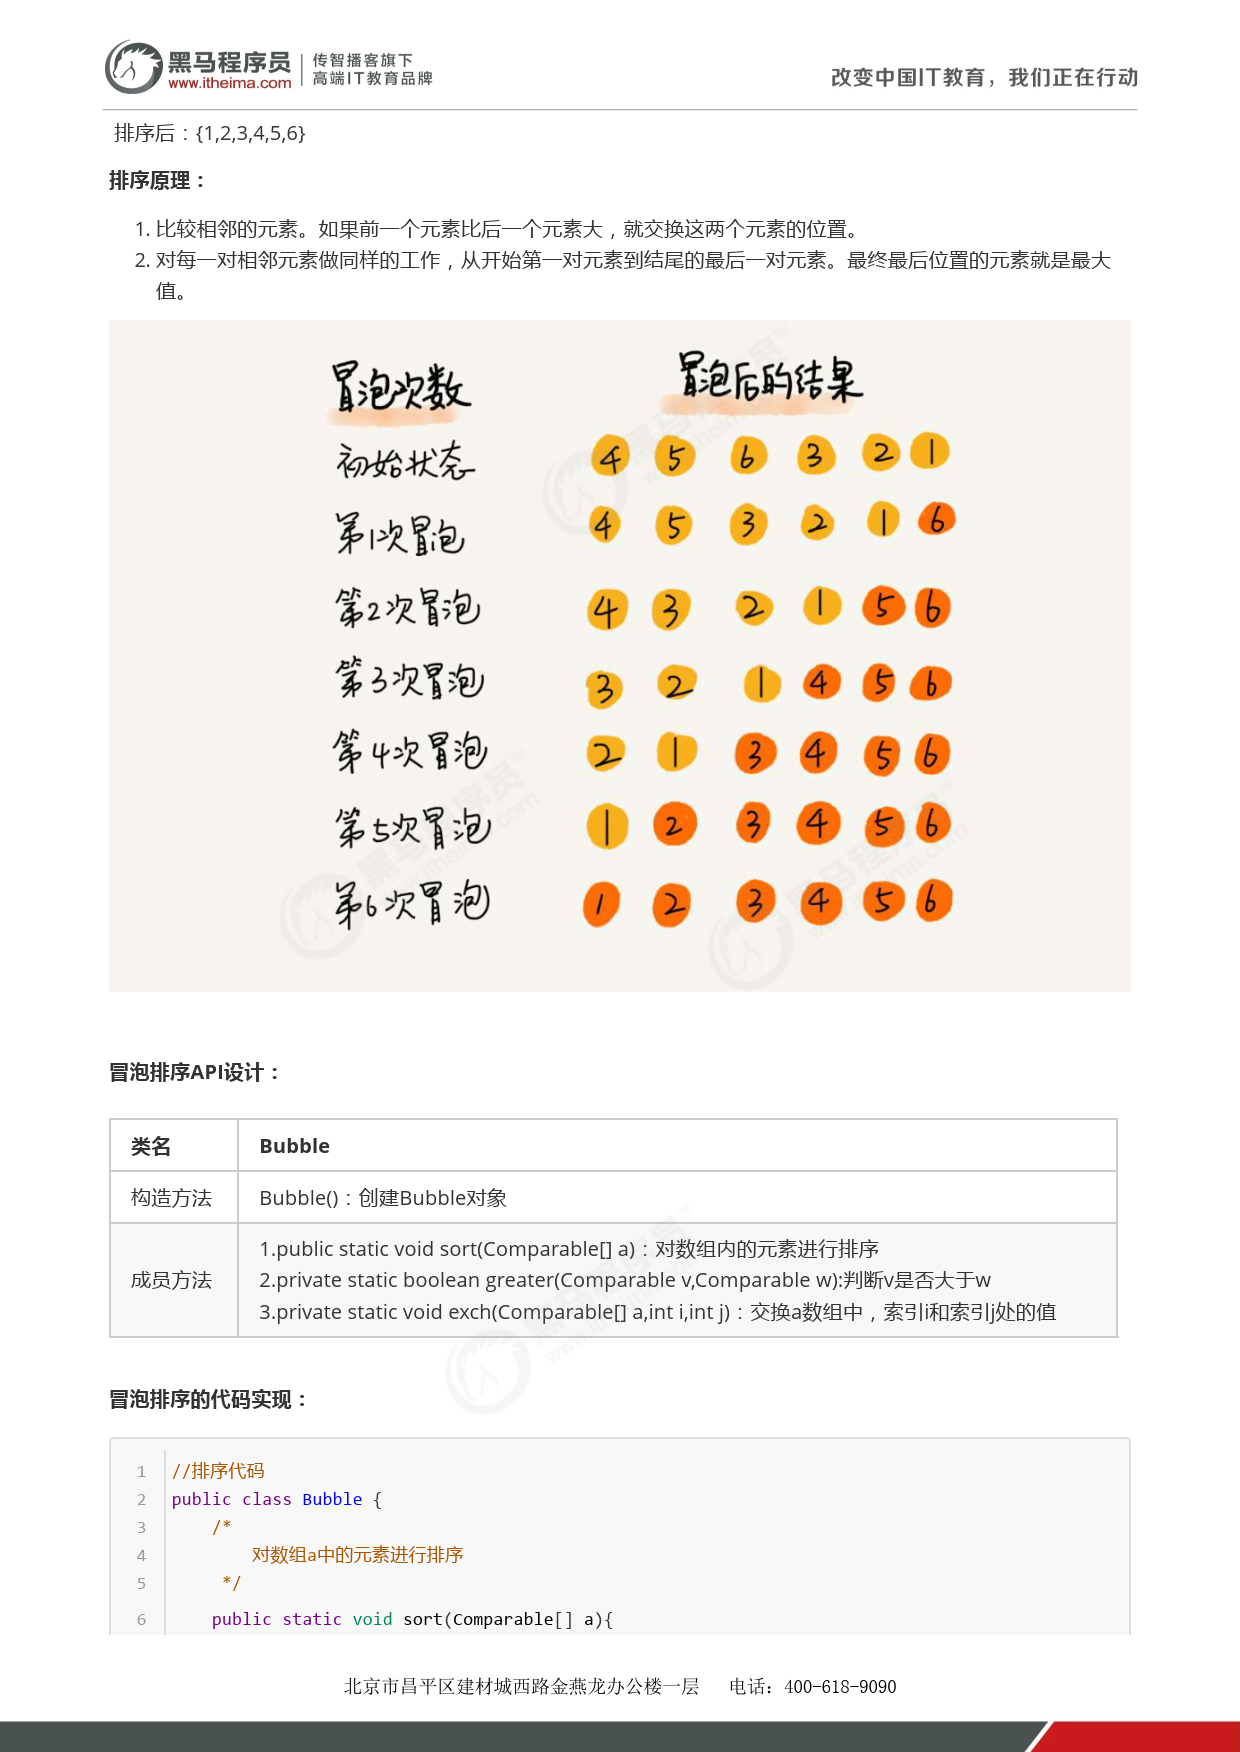 黑马程序员
www.itheima.com
传智播客旗下
高端IT教育品牌
改变中国IT教育，我们正在行动
排序后：{1,2,3,4,5,6}
排序原理：
1. 比较相邻的元素。如果前一个元素比后一个元素大，就交换这两个元素的位置。
2. 对每一对相邻元素做同样的工作，从开始第一对元素到结尾的最后一对元素。最终最后位置的元素就是最大
值。
冒泡次数 冒泡后的结果
初始状态 4 5 6 3 2 1
第1次冒泡 4 5 3 2 1 6
第2次冒泡 4 3 2 1 5 6
第3次冒泡 3 2 1 4 5 6
第4次冒泡 2 1 3 4 5 6
第5次冒泡 1 2 3 4 5 6
第6次冒泡 1 2 3 4 5 6
冒泡排序API设计：
类名 Bubble
构造方法 Bubble()：创建Bubble对象
成员方法
1.public static void sort(Comparable[] a)：对数组内的元素进行排序
2.private static boolean greater(Comparable v,Comparable w):判断v是否大于w
3.private static void exch(Comparable[] a,int i,int j)：交换a数组中，索引i和索引j处的值
冒泡排序的代码实现：
1 //排序代码
2 public class Bubble {
3 /*
4 对数组a中的元素进行排序
5 */
6 public static void sort(Comparable[] a){
北京市昌平区建材城西路金燕龙办公楼一层 电话：400-618-9090